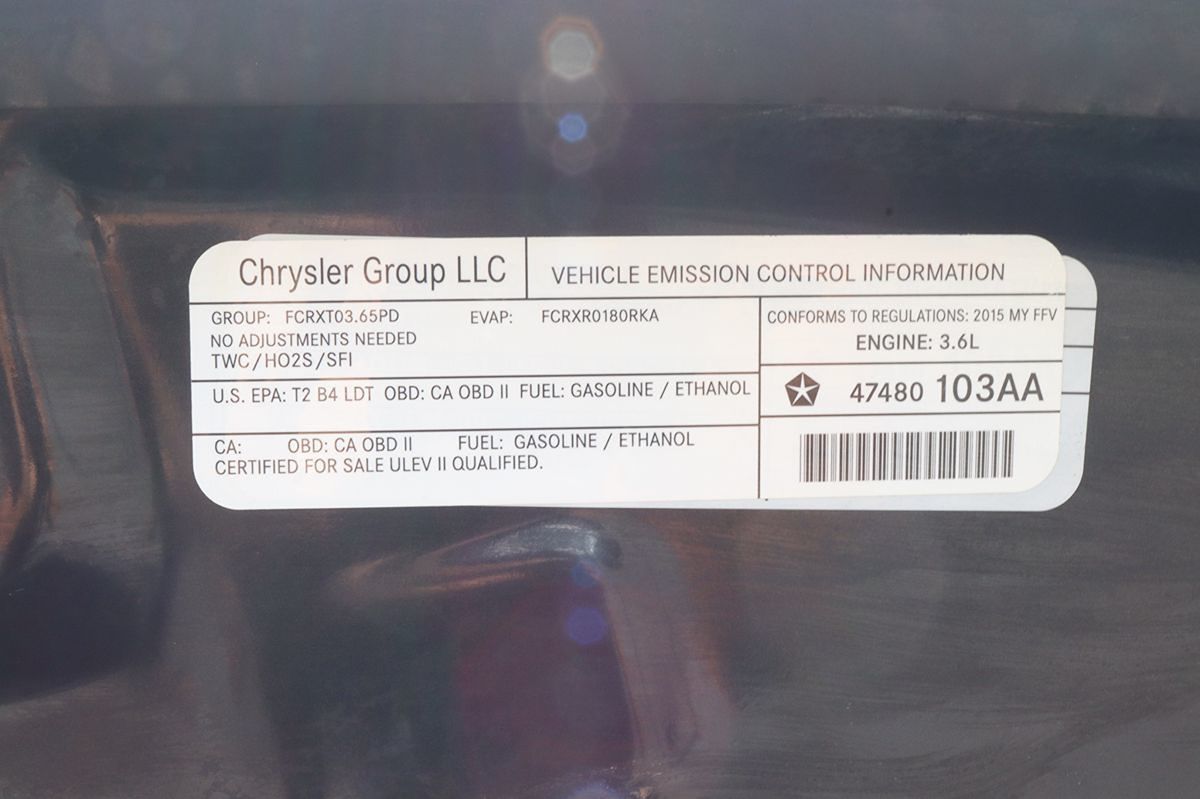 Chrysler Group LLC
VEHICLE EMISSION CONTROL INFORMATION
GROUP: FCRXT03.65PD EVAP: FCRXR0180RKA
NO ADJUSTMENTS NEEDED
TWC/HO2S/SFI
U.S. EPA: T2 B4 LDT OBD: CA OBD II FUEL: GASOLINE / ETHANOL
CA: OBD: CA OBD II FUEL: GASOLINE / ETHANOL
CERTIFIED FOR SALE ULEV II QUALIFIED.
CONFORMS TO REGULATIONS: 2015 MY FFV
ENGINE: 3.6L
47480 103AA